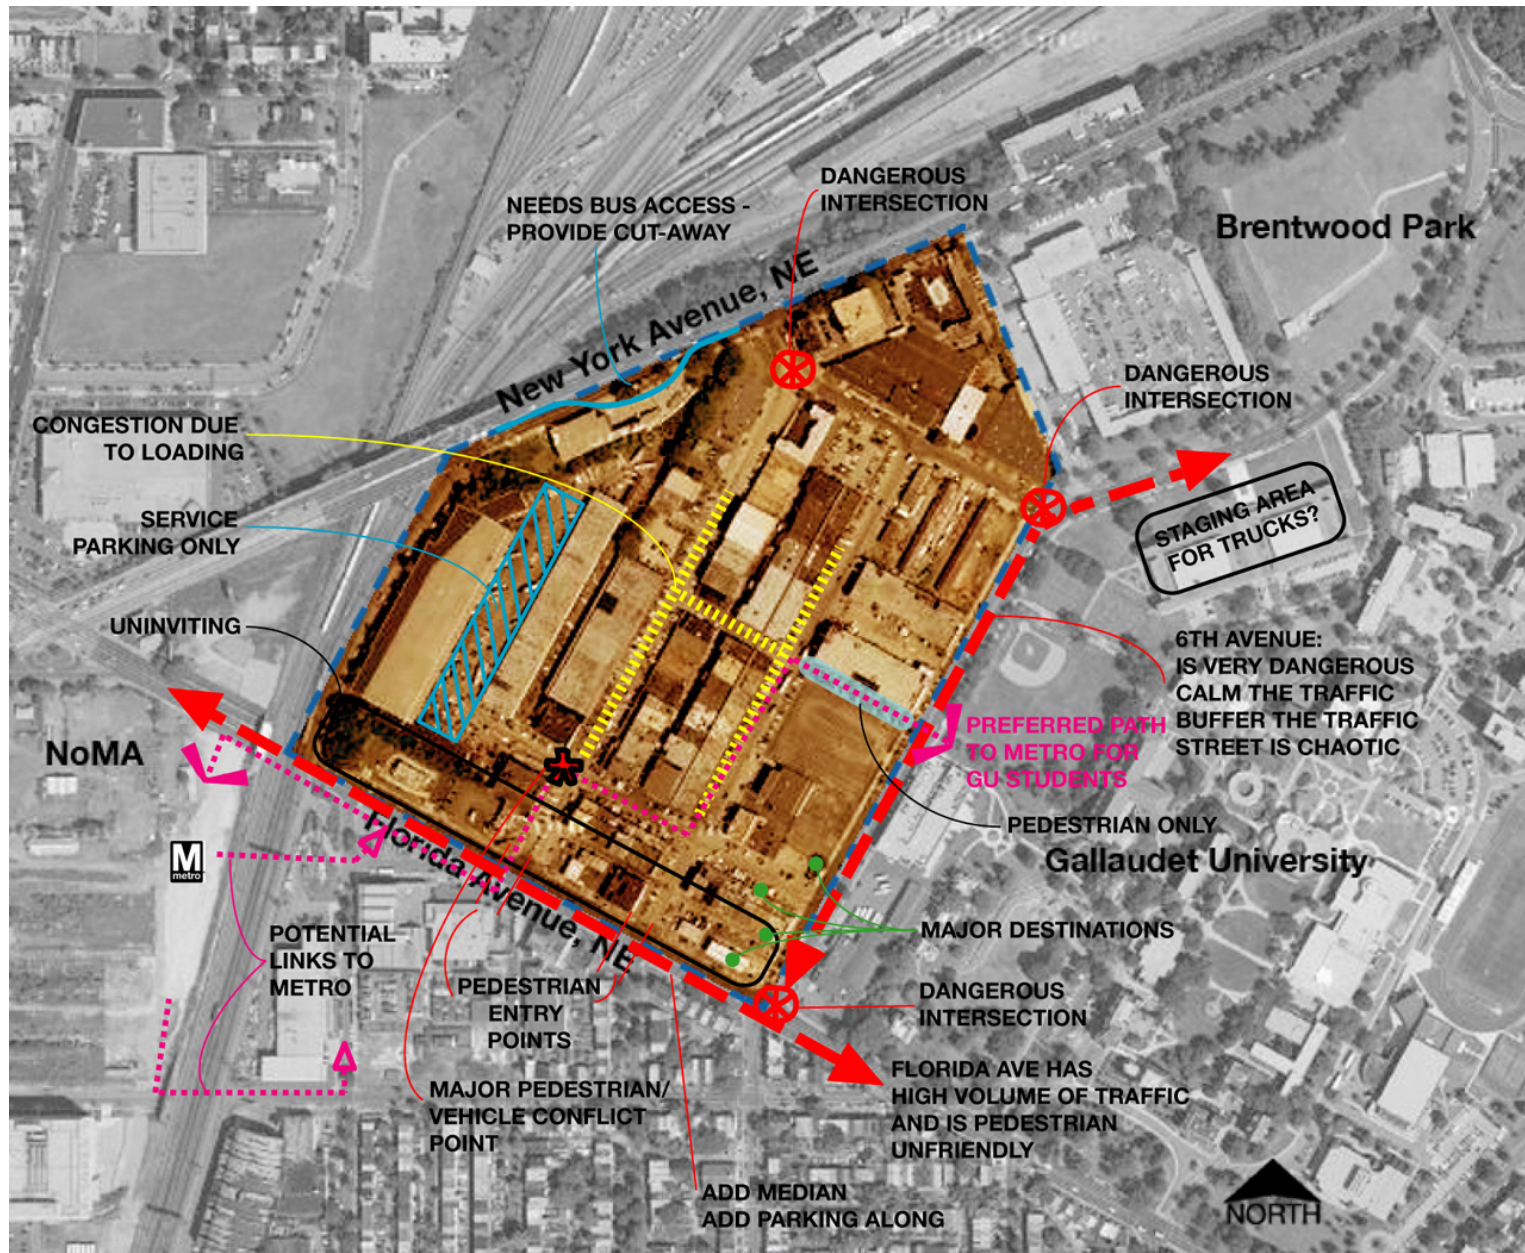 DANGEROUS
INTERSECTION
NEEDS BUS ACCESS -
PROVIDE CUT-AWAY
Brentwood Park
New York Avenue, NE
DANGEROUS
INTERSECTION
CONGESTION DUE
TO LOADING
STAGING AREA
FOR TRUCKS?
SERVICE
PARKING ONLY
UNINVITING
6TH AVENUE:
IS VERY DANGEROUS
CALM THE TRAFFIC
BUFFER THE TRAFFIC
STREET IS CHAOTIC
PREFERRED PATH
TO METRO FOR
GU STUDENTS
NoMA
PEDESTRIAN ONLY
Gallaudet University
M
metro
Florida Avenue, NE
MAJOR DESTINATIONS
POTENTIAL
LINKS TO
METRO
PEDESTRIAN
ENTRY
POINTS
DANGEROUS
INTERSECTION
MAJOR PEDESTRIAN/
VEHICLE CONFLICT
POINT
FLORIDA AVE HAS
HIGH VOLUME OF TRAFFIC
AND IS PEDESTRIAN
UNFRIENDLY
ADD MEDIAN
ADD PARKING ALONG
NORTH